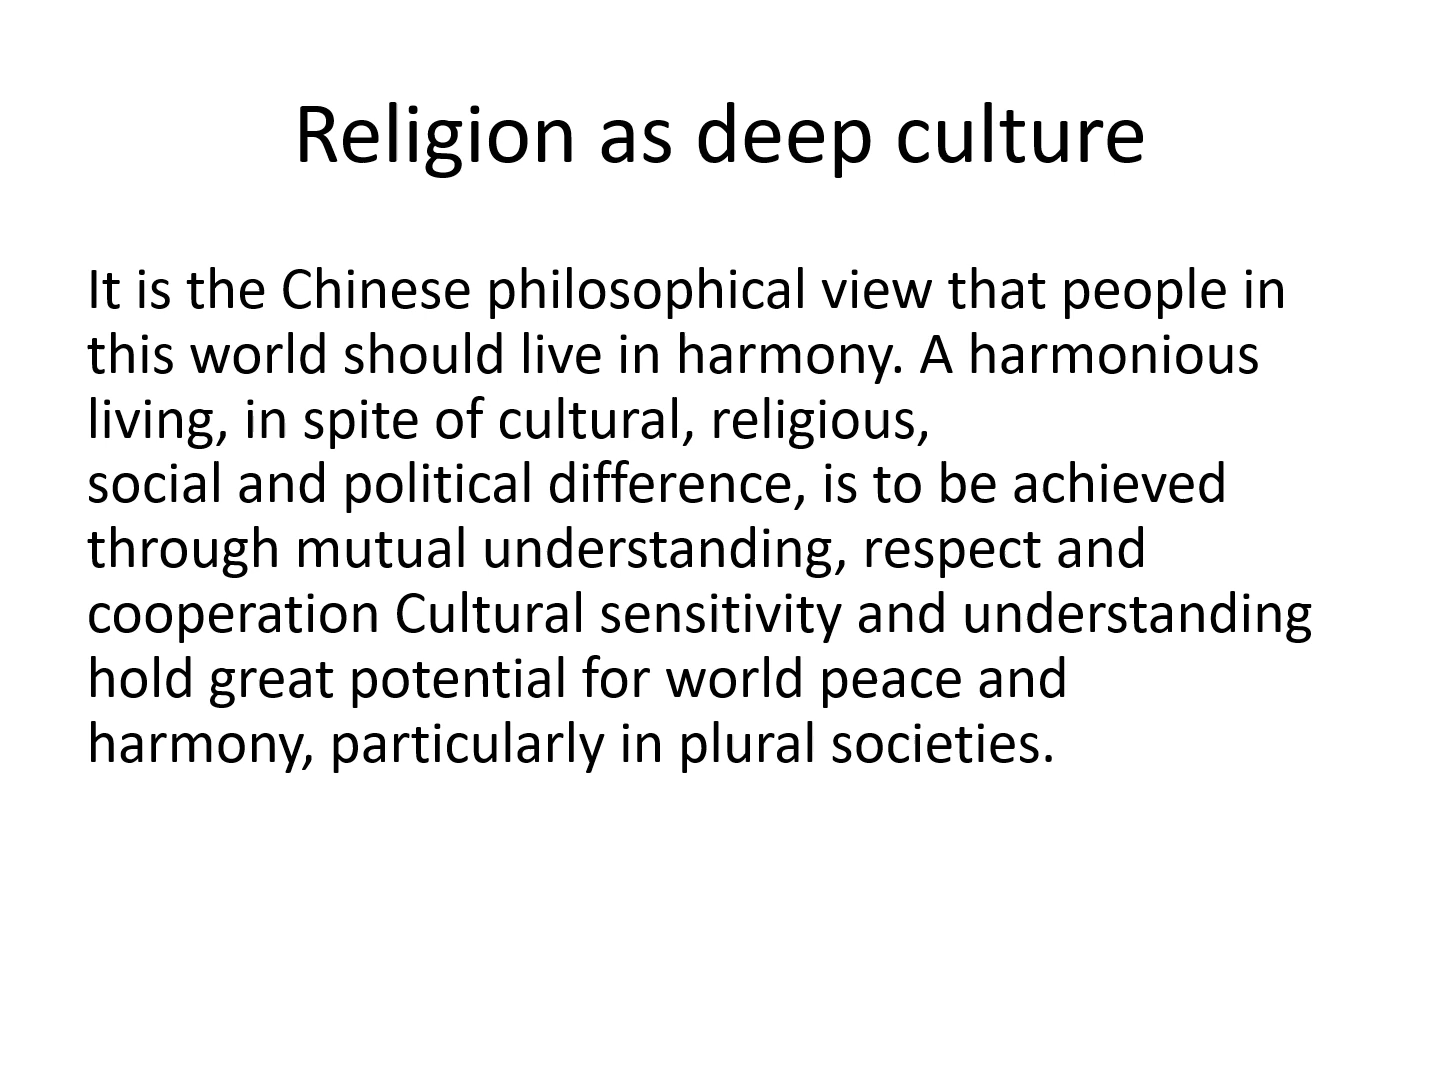 Religion as deep culture
It is the Chinese philosophical view that people in
this world should live in harmony. A harmonious
living, in spite of cultural, religious,
social and political difference, is to be achieved
through mutual understanding, respect and
cooperation Cultural sensitivity and understanding
hold great potential for world peace and
harmony, particularly in plural societies.